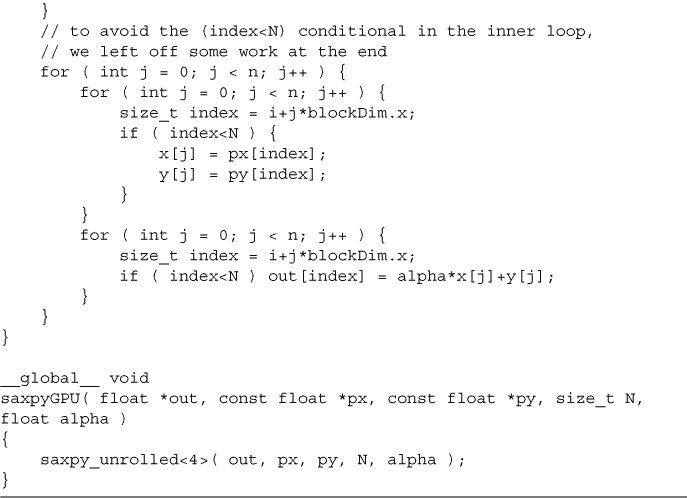 }
    // to avoid the (index<N) conditional in the inner loop,
    // we left off some work at the end
    for ( int j = 0; j < n; j++ ) {
        for ( int j = 0; j < n; j++ ) {
            size_t index = i+j*blockDim.x;
            if ( index<N ) {
                x[j] = px[index];
                y[j] = py[index];
            }
        }
        for ( int j = 0; j < n; j++ ) {
            size_t index = i+j*blockDim.x;
            if ( index<N ) out[index] = alpha*x[j]+y[j];
        }
    }
}

__global__ void
saxpyGPU( float *out, const float *px, const float *py, size_t N,
float alpha )
{
    saxpy_unrolled<4>( out, px, py, N, alpha );
}